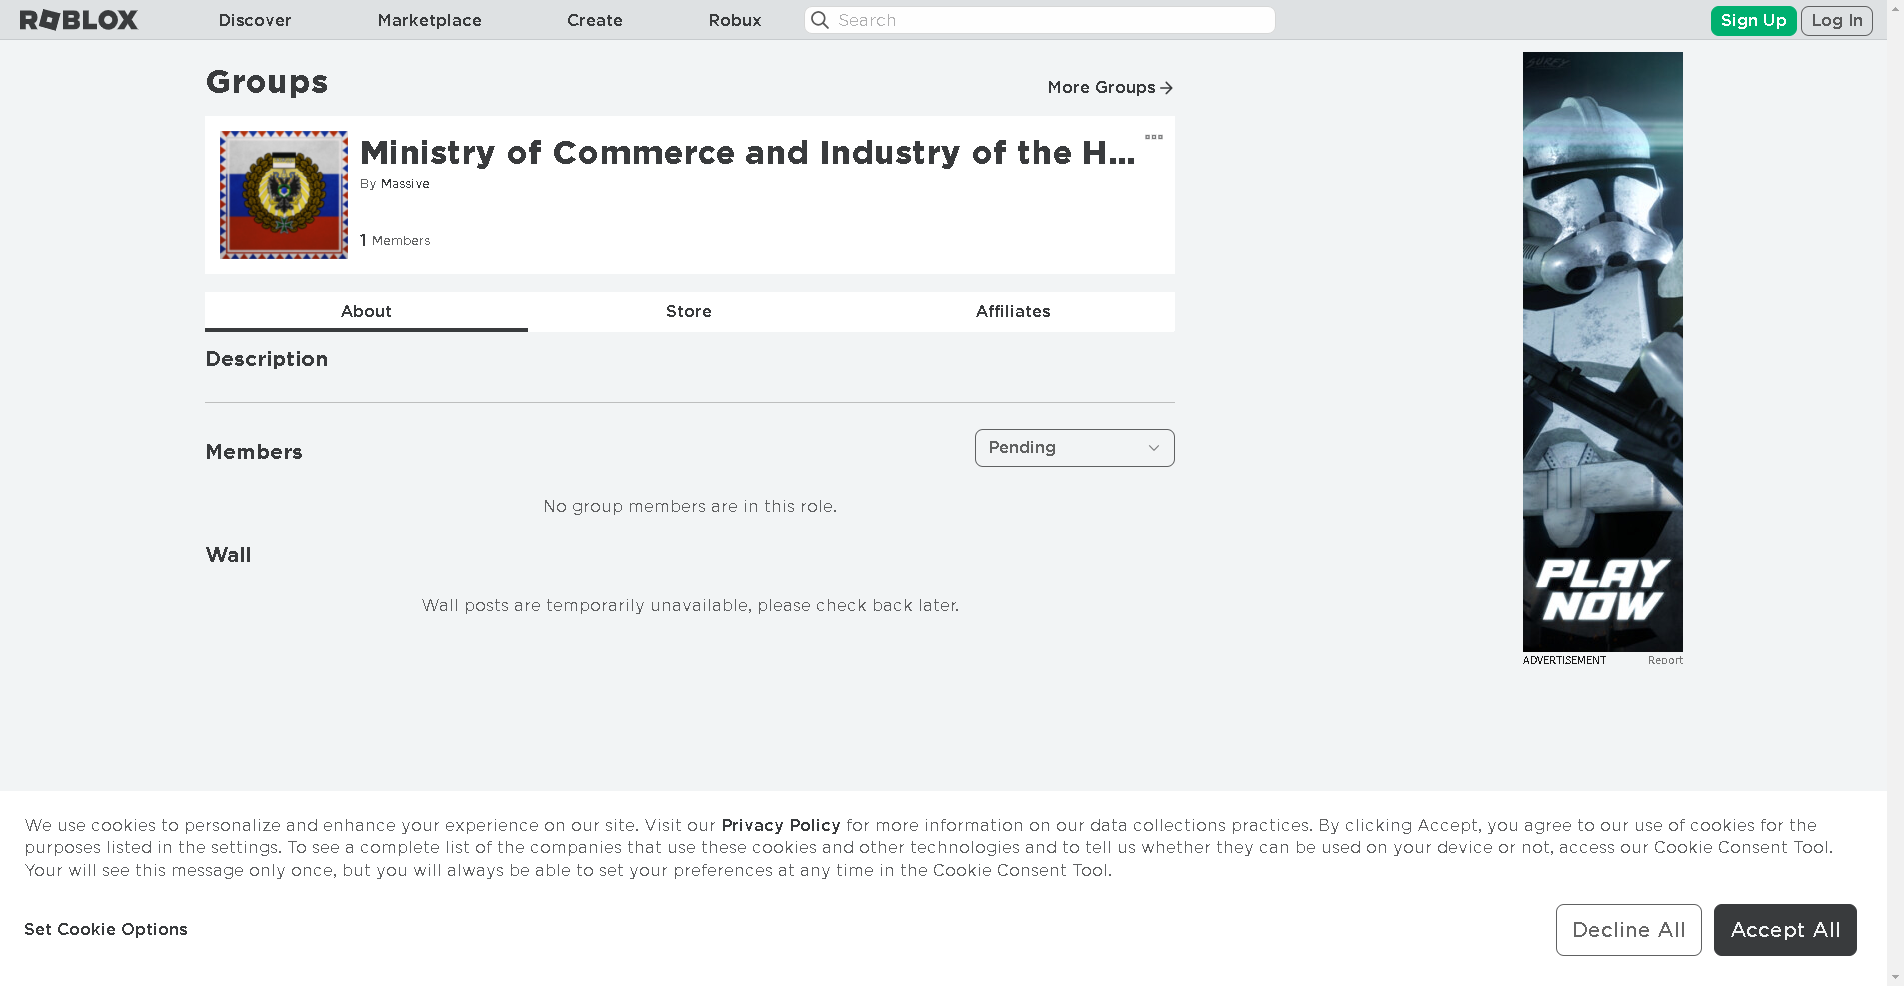 ROBLOX
Discover
Marketplace
Create
Robux
Search
Sign Up
Log In
Groups
More Groups
Ministry of Commerce and Industry of the H...
By Massive
1 Members
About
Store
Affiliates
Description
Members
Pending
No group members are in this role.
Wall
Wall posts are temporarily unavailable, please check back later.
PLAY
NOW
ADVERTISEMENT
Report
We use cookies to personalize and enhance your experience on our site. Visit our Privacy Policy for more information on our data collections practices. By clicking Accept, you agree to our use of cookies for the
purposes listed in the settings. To see a complete list of the companies that use these cookies and other technologies and to tell us whether they can be used on your device or not, access our Cookie Consent Tool.
Your will see this message only once, but you will always be able to set your preferences at any time in the Cookie Consent Tool.
Set Cookie Options
Decline All
Accept All